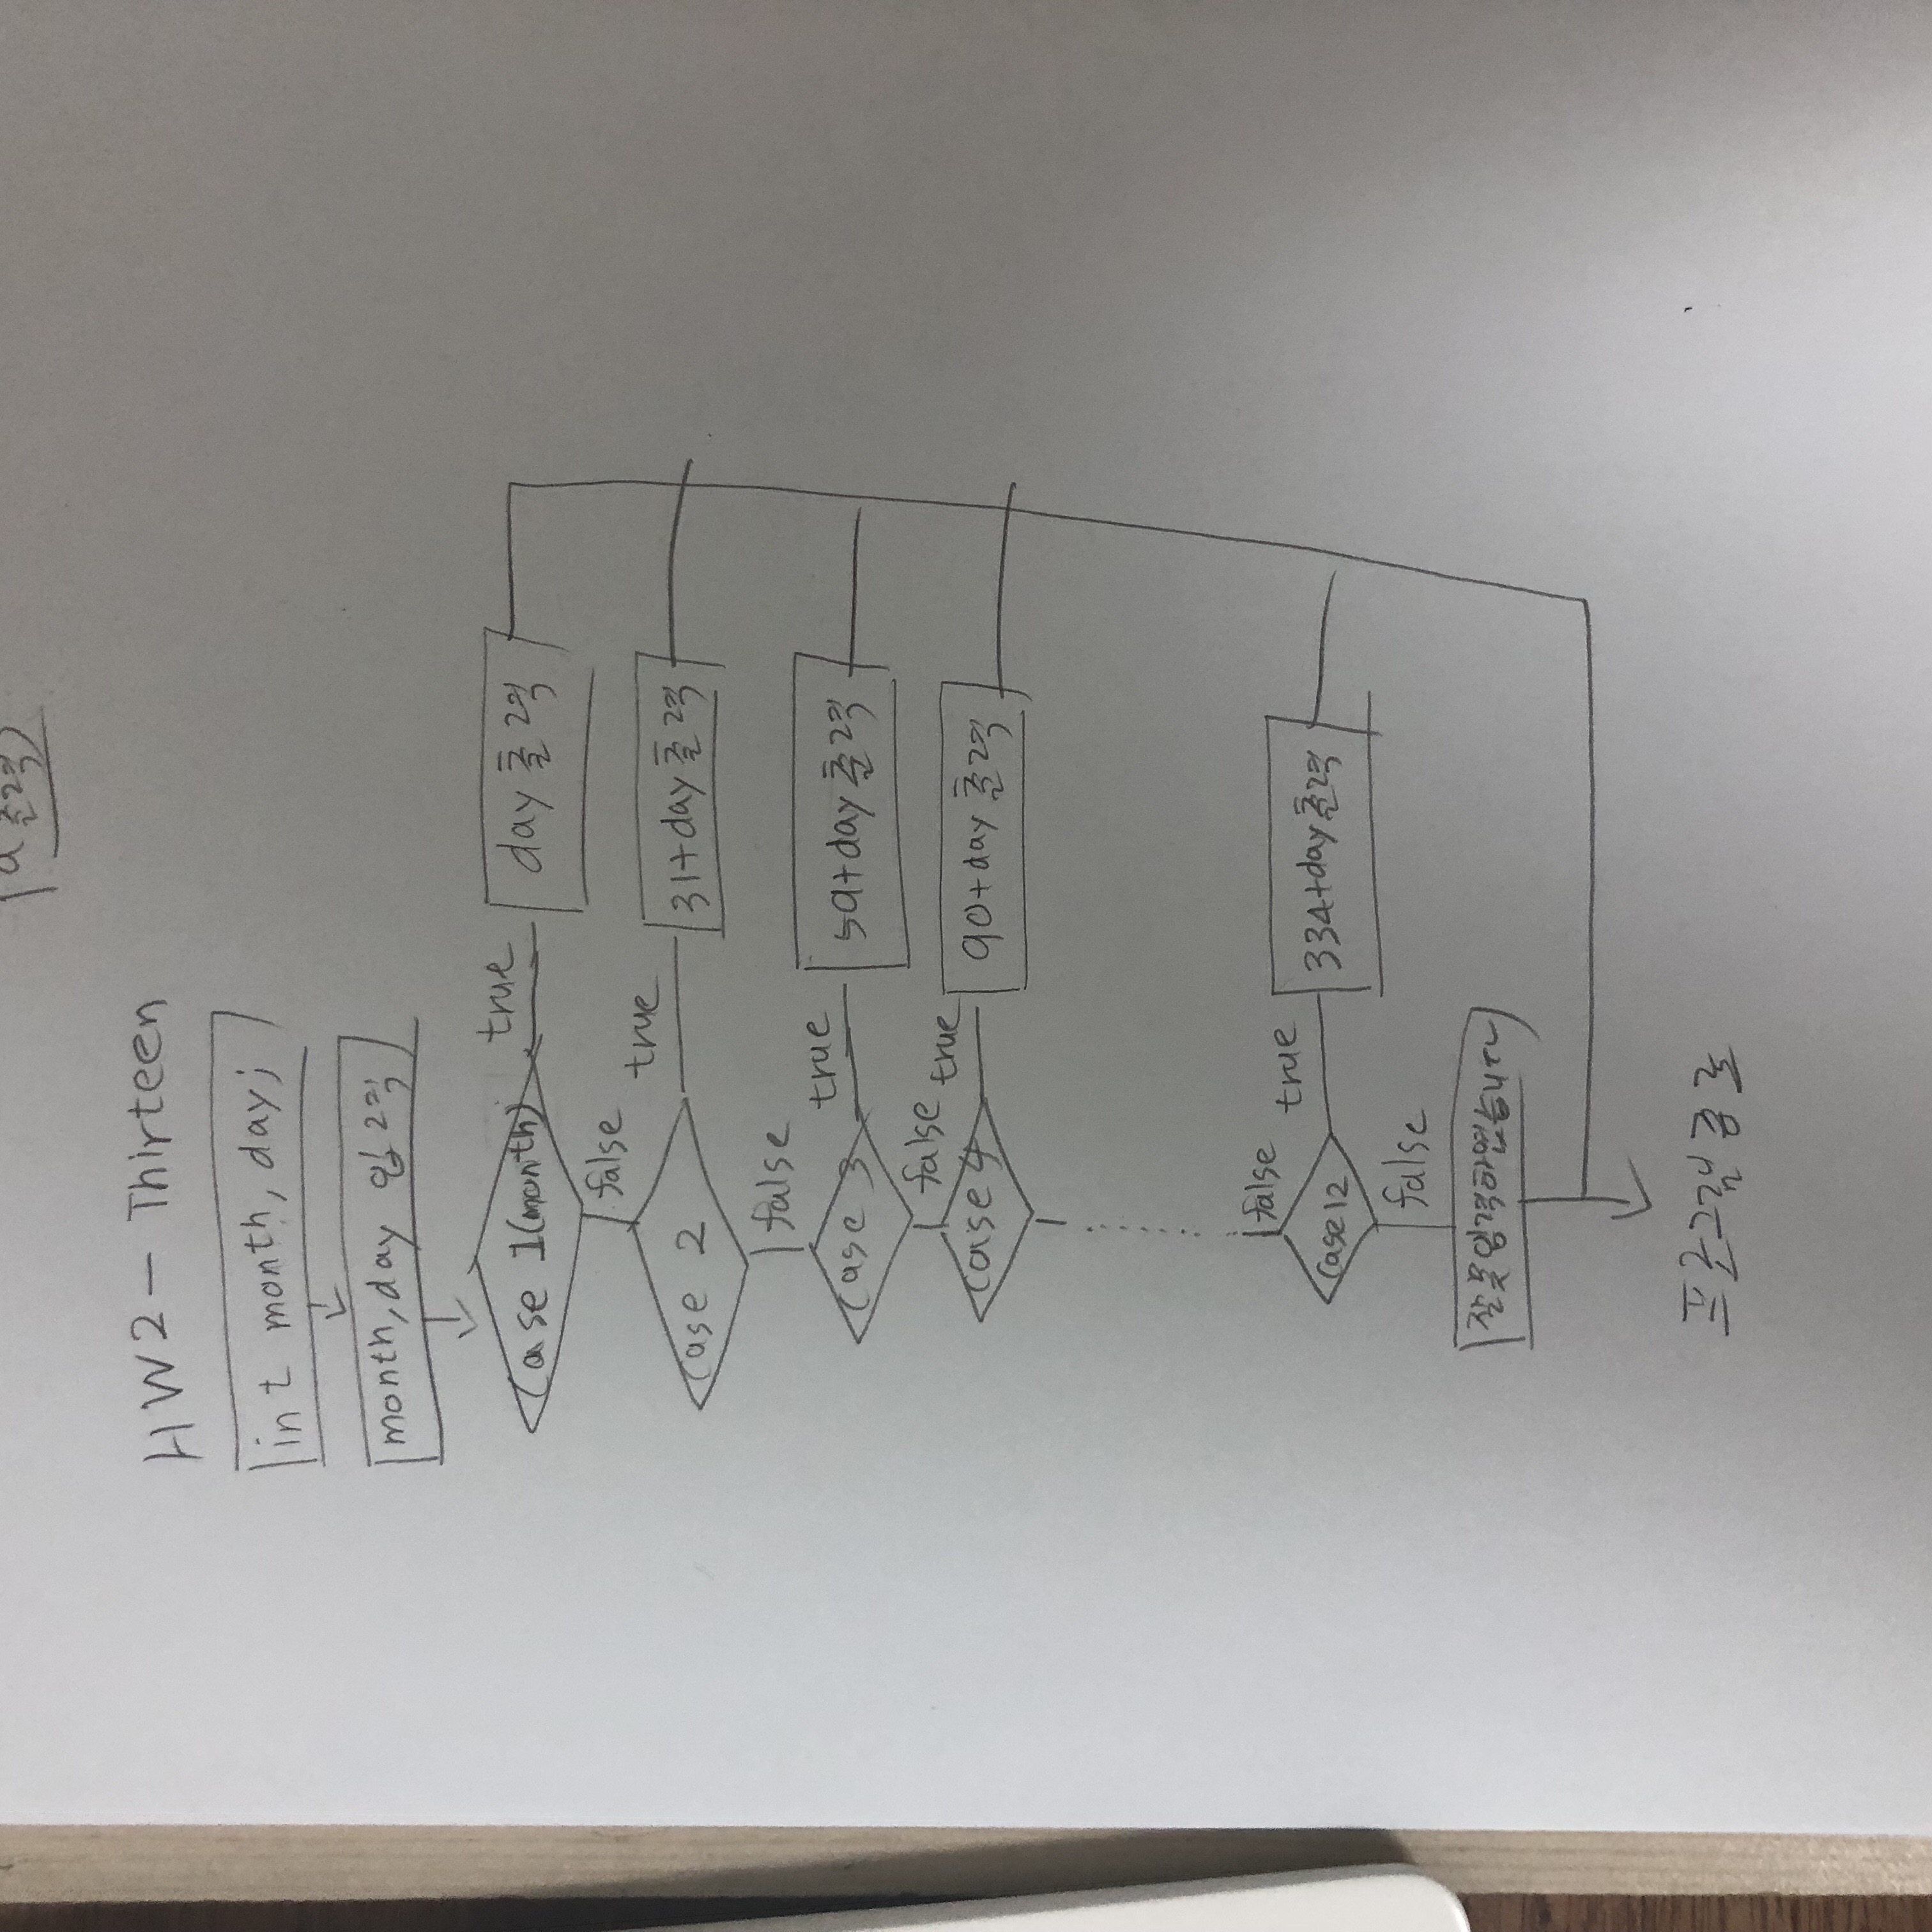 a 출력
HW2 - Thirteen
int month, day;
month, day 입력
case 1(month) true day 출력
false
case 2 true 31+day 출력
false
case 3 true 59+day 출력
false
case 4 true 90+day 출력
false
case 12 true 334+day 출력
false
잘못입력하였습니다
프로그램 종료